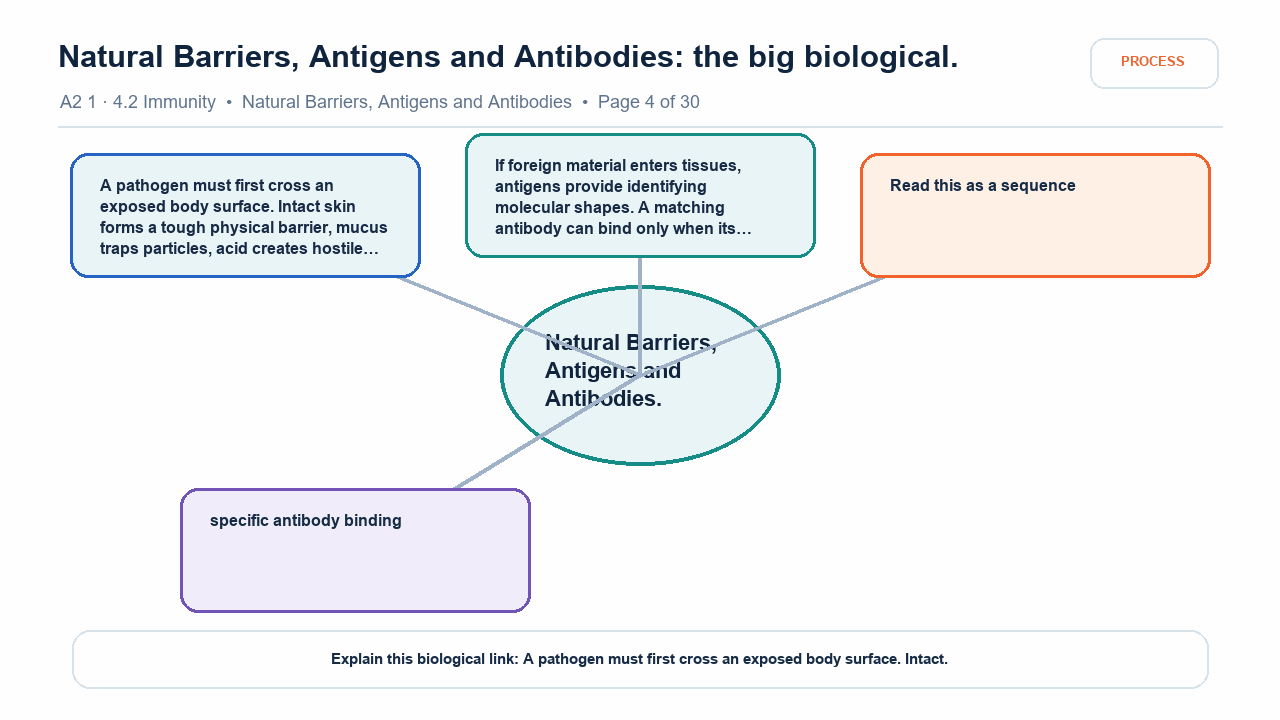 Natural Barriers, Antigens and Antibodies: the big biological.
PROCESS
A2 1 · 4.2 Immunity • Natural Barriers, Antigens and Antibodies • Page 4 of 30
A pathogen must first cross an
exposed body surface. Intact skin
forms a tough physical barrier, mucus
traps particles, acid creates hostile…
If foreign material enters tissues,
antigens provide identifying
molecular shapes. A matching
antibody can bind only when its…
Read this as a sequence
Natural Barriers,
Antigens and
Antibodies.
specific antibody binding
Explain this biological link: A pathogen must first cross an exposed body surface. Intact.